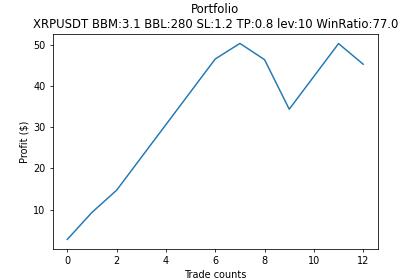 Portfolio
XRPUSDT BBM:3.1 BBL:280 SL:1.2 TP:0.8 lev:10 WinRatio:77.0
Profit ($)
50
40
30
20
10
0 2 4 6 8 10 12
Trade counts